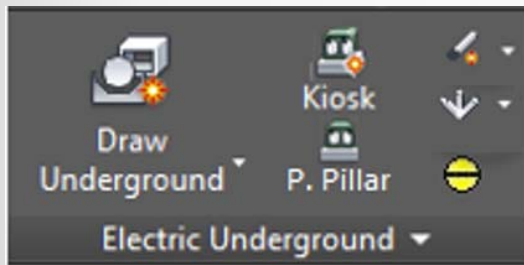 Draw
Underground
Kiosk
P. Pillar
Electric Underground